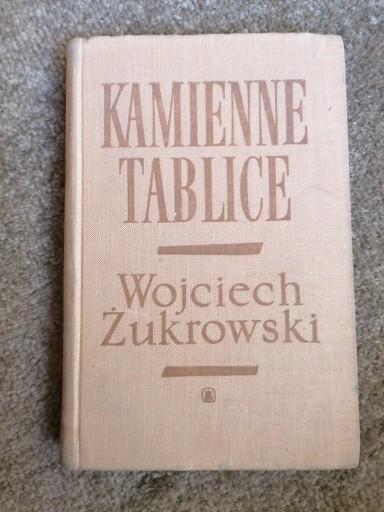 KAMIENNE
TABLICE
Wojciech
Żukrowski